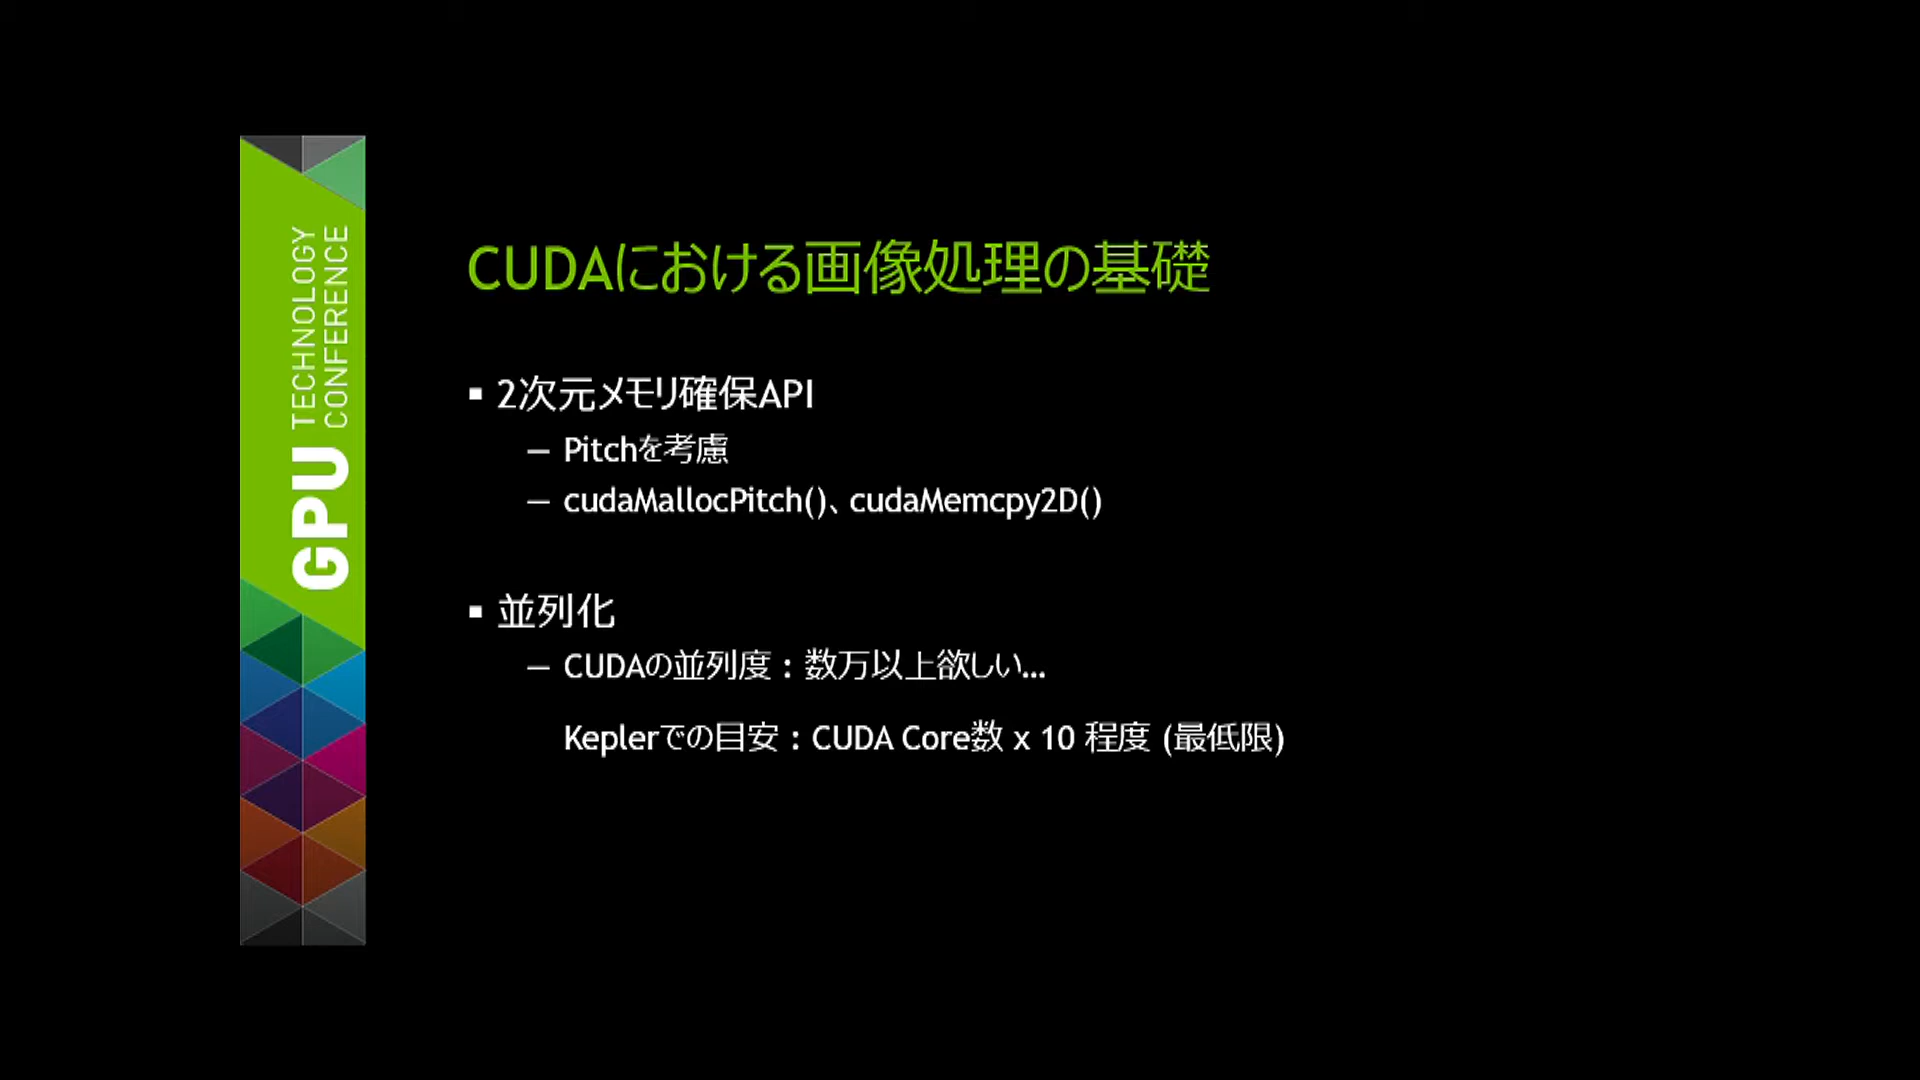 GPU TECHNOLOGY
CONFERENCE
CUDAにおける画像処理の基礎
▪ 2次元メモリ確保API
— Pitchを考慮
— cudaMallocPitch()、cudaMemcpy2D()
▪ 並列化
— CUDAの並列度：数万以上欲しい…
Keplerでの目安：CUDA Core数 x 10 程度 (最低限)